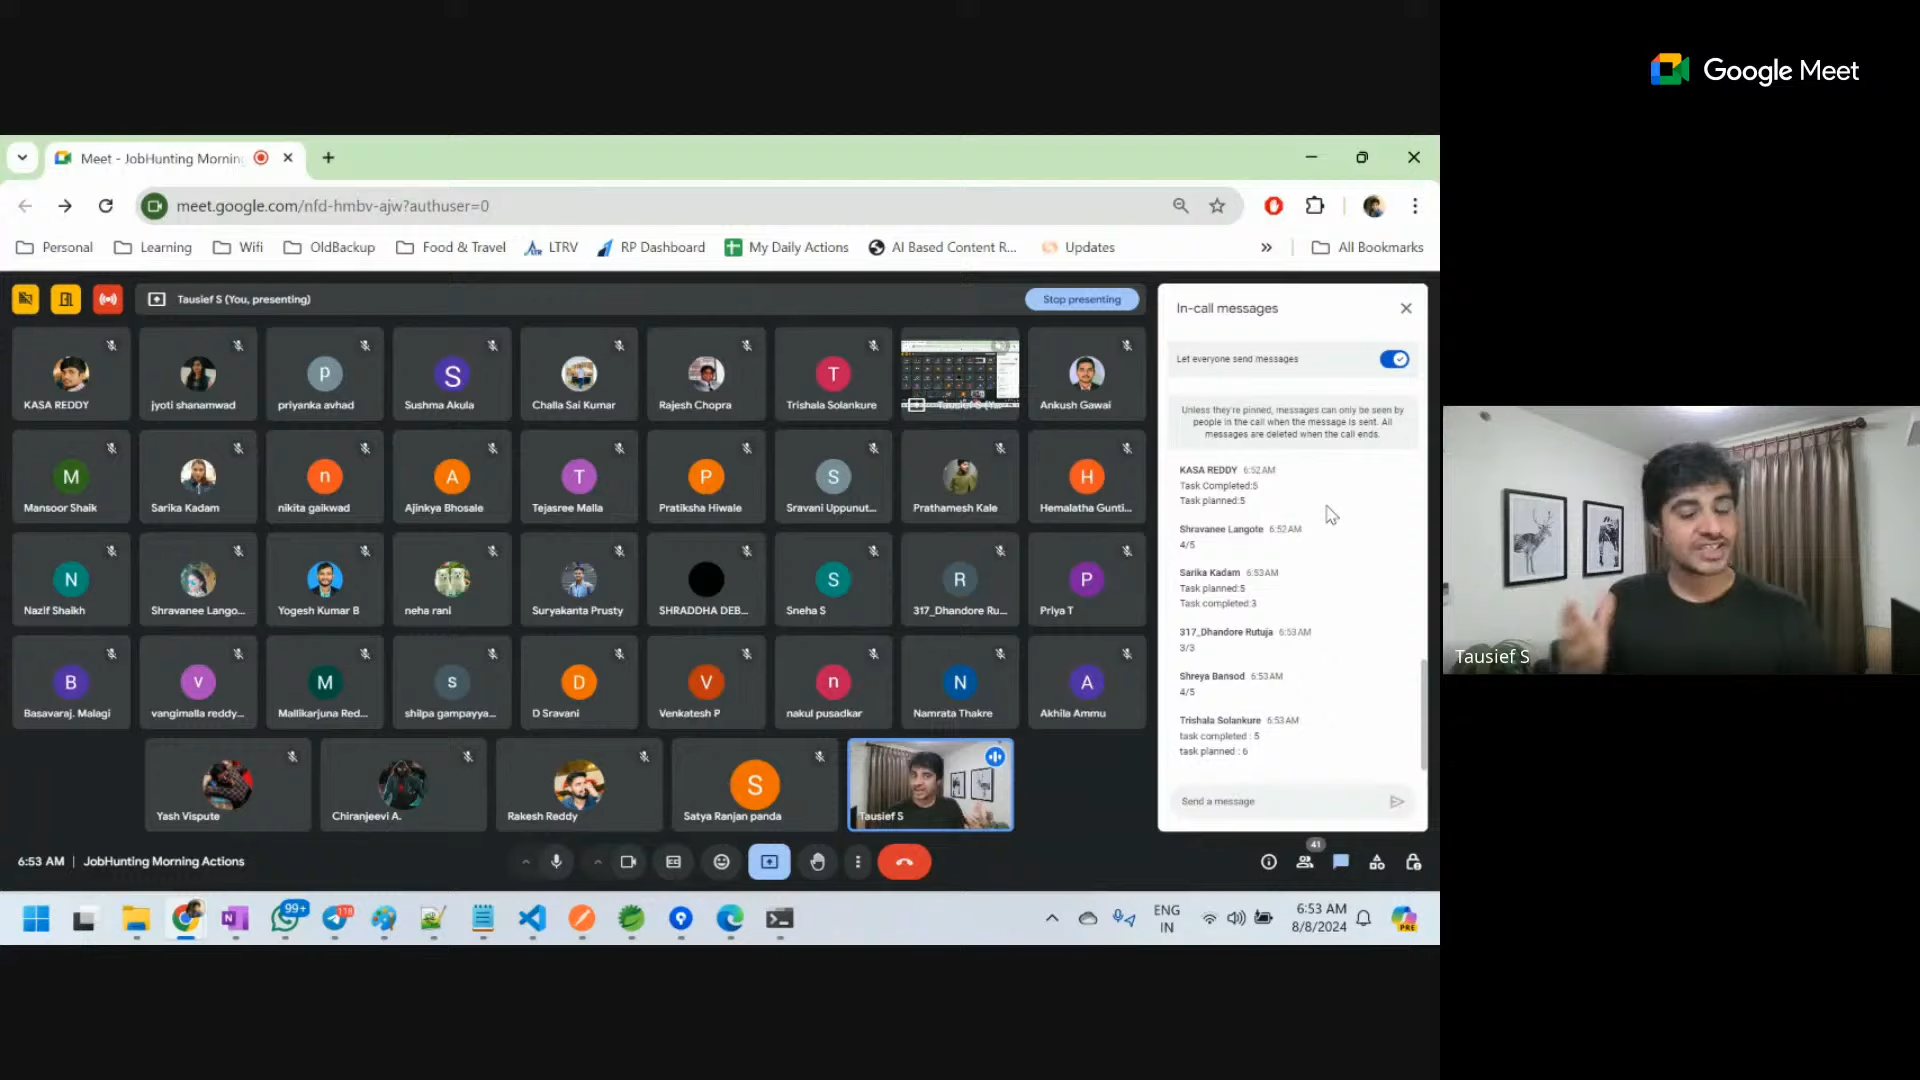 Google Meet
Meet - JobHunting Mornin
meet.google.com/nfd-hmbv-ajw?authuser=0
Personal
Learning
Wifi
OldBackup
Food & Travel
LTRV
RP Dashboard
My Daily Actions
AI Based Content R...
Updates
All Bookmarks
Tausief S (You, presenting)
Stop presenting
KASA REDDY
jyoti shanamwad
priyanka avhad
Sushma Akula
Challa Sai Kumar
Rajesh Chopra
Trishala Solankure
Ankush Gawai
Mansoor Shaik
Sarika Kadam
nikita gaikwad
Ajinkya Bhosale
Tejasree Malla
Pratiksha Hiwale
Sravani Uppunut...
Prathamesh Kale
Hemalatha Gunti...
Nazif Shaikh
Shravanee Lango...
Yogesh Kumar B
neha rani
Suryakanta Prusty
SHRADDHA DEB...
Sneha S
317_Dhandore Ru...
Priya T
Basavaraj. Malagi
vangimalla reddy...
Mallikarjuna Red...
shilpa gampayya...
D Sravani
Venkatesh P
nakul pusadkar
Namrata Thakre
Akhila Ammu
Yash Vispute
Chiranjeevi A.
Rakesh Reddy
Satya Ranjan panda
Tausief S
In-call messages
Let everyone send messages
Unless they're pinned, messages can only be seen by
people in the call when the message is sent. All
messages are deleted when the call ends.
KASA REDDY 6:52 AM
Task Completed:5
Task planned:5
Shravanee Langote 6:52 AM
4/5
Sarika Kadam 6:53 AM
Task planned:5
Task completed:3
317_Dhandore Rutuja 6:53 AM
3/3
Shreya Bansod 6:53 AM
4/5
Trishala Solankure 6:53 AM
task completed : 5
task planned : 6
Send a message
Tausief S
6:53 AM | JobHunting Morning Actions
41
99+
118
ENG
IN
6:53 AM
8/8/2024
PRE